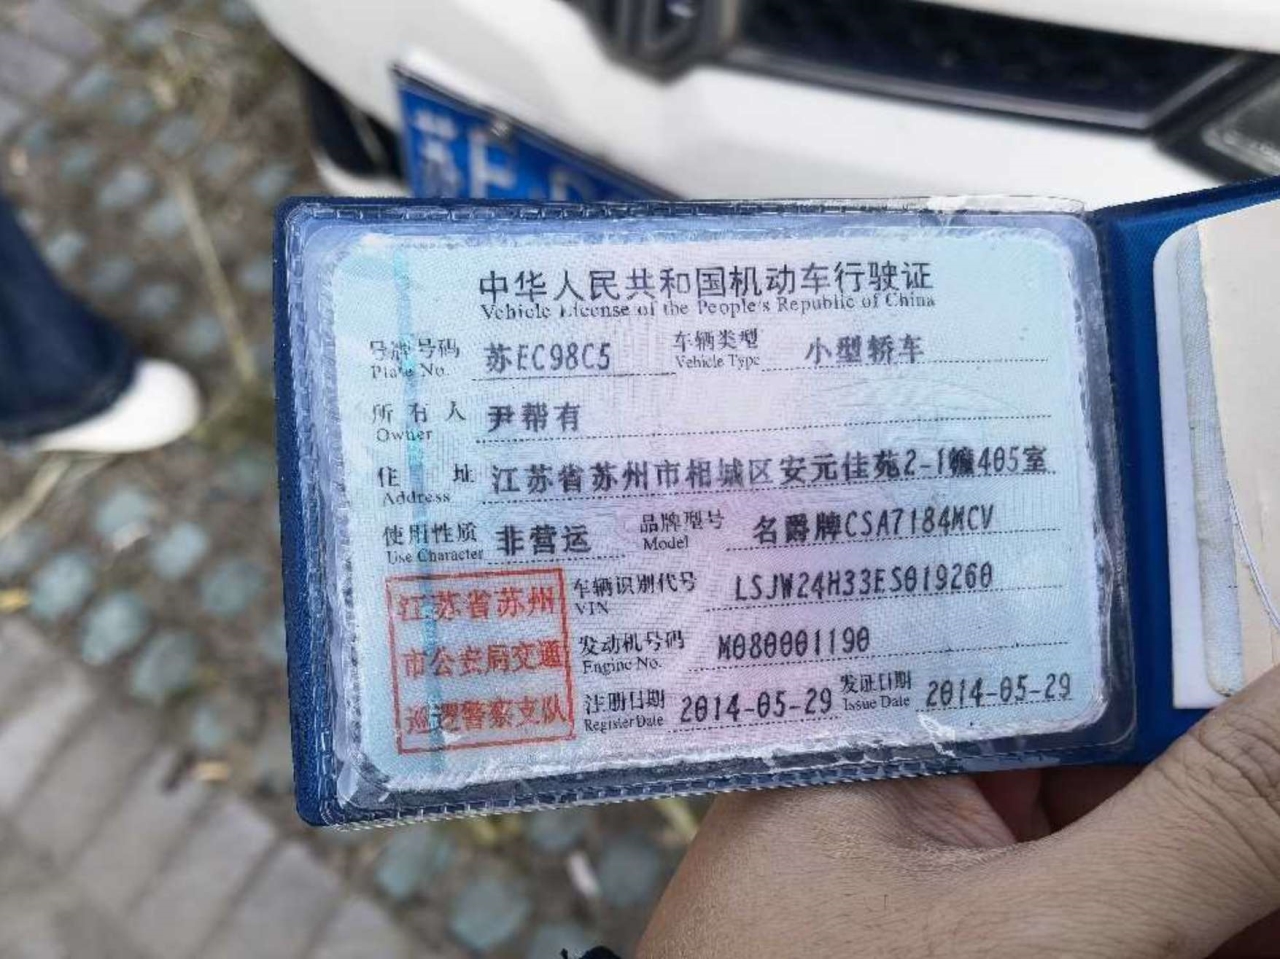 苏E·
中华人民共和国机动车行驶证
Vehicle License of the People's Republic of China
号牌号码 苏EC98C5 车辆类型 小型轿车
Plate No. Vehicle Type
所有人 尹帮有
Owner
住址 江苏省苏州市相城区安元佳苑2-1幢405室
Address
使用性质 非营运 品牌型号 名爵牌CSA7184MCV
Use Character Model
车辆识别代号 LSJW24H33ES019260
VIN
发动机号码 M080001190
Engine No.
注册日期 2014-05-29 发证日期 2014-05-29
Register Date Issue Date
江苏省苏州
市公安局交通
巡逻警察支队